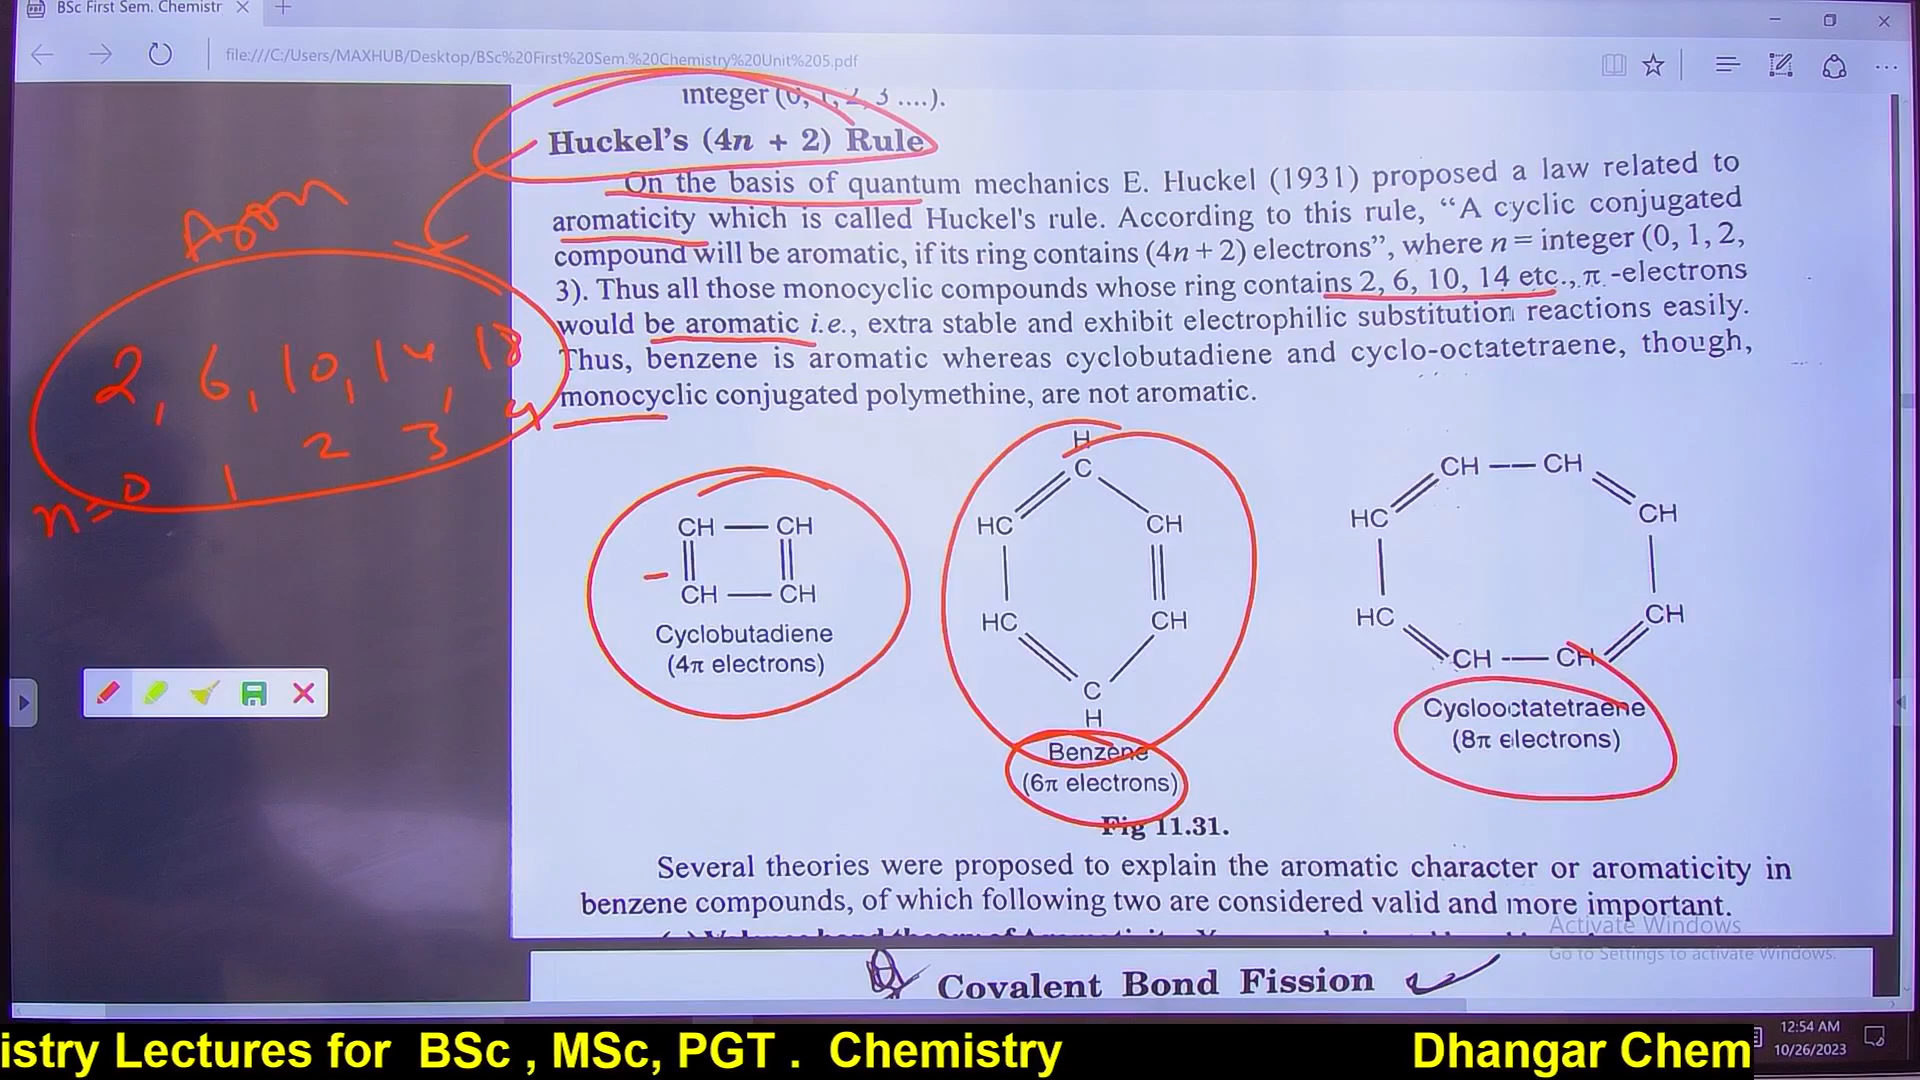 BSc First Sem. Chemistr
file:///C:/Users/MAXHUB/Desktop/BSc%20First%20Sem.%20Chemistry%20Unit%205.pdf
integer (0, 1, 2, 3 ....).
Huckel's (4n + 2) Rule
On the basis of quantum mechanics E. Huckel (1931) proposed a law related to
aromaticity which is called Huckel's rule. According to this rule, “A cyclic conjugated
compound will be aromatic, if its ring contains (4n + 2) electrons”, where n = integer (0, 1, 2,
3). Thus all those monocyclic compounds whose ring contains 2, 6, 10, 14 etc., π -electrons
would be aromatic i.e., extra stable and exhibit electrophilic substitution reactions easily.
Thus, benzene is aromatic whereas cyclobutadiene and cyclo-octatetraene, though,
monocyclic conjugated polymethine, are not aromatic.
Arom
2, 6, 10, 14, 18
n = 0 1 2 3 4
CH — CH
CH — CH
Cyclobutadiene
(4π electrons)
H
C
HC CH
HC CH
C
H
Benzene
(6π electrons)
CH — CH
HC CH
HC CH
CH — CH
Cyclooctatetraene
(8π electrons)
Fig 11.31.
Several theories were proposed to explain the aromatic character or aromaticity in
benzene compounds, of which following two are considered valid and more important.
Activate Windows
Go to Settings to activate Windows.
Covalent Bond Fission
12:54 AM
10/26/2023
istry Lectures for BSc , MSc, PGT . Chemistry
Dhangar Chem